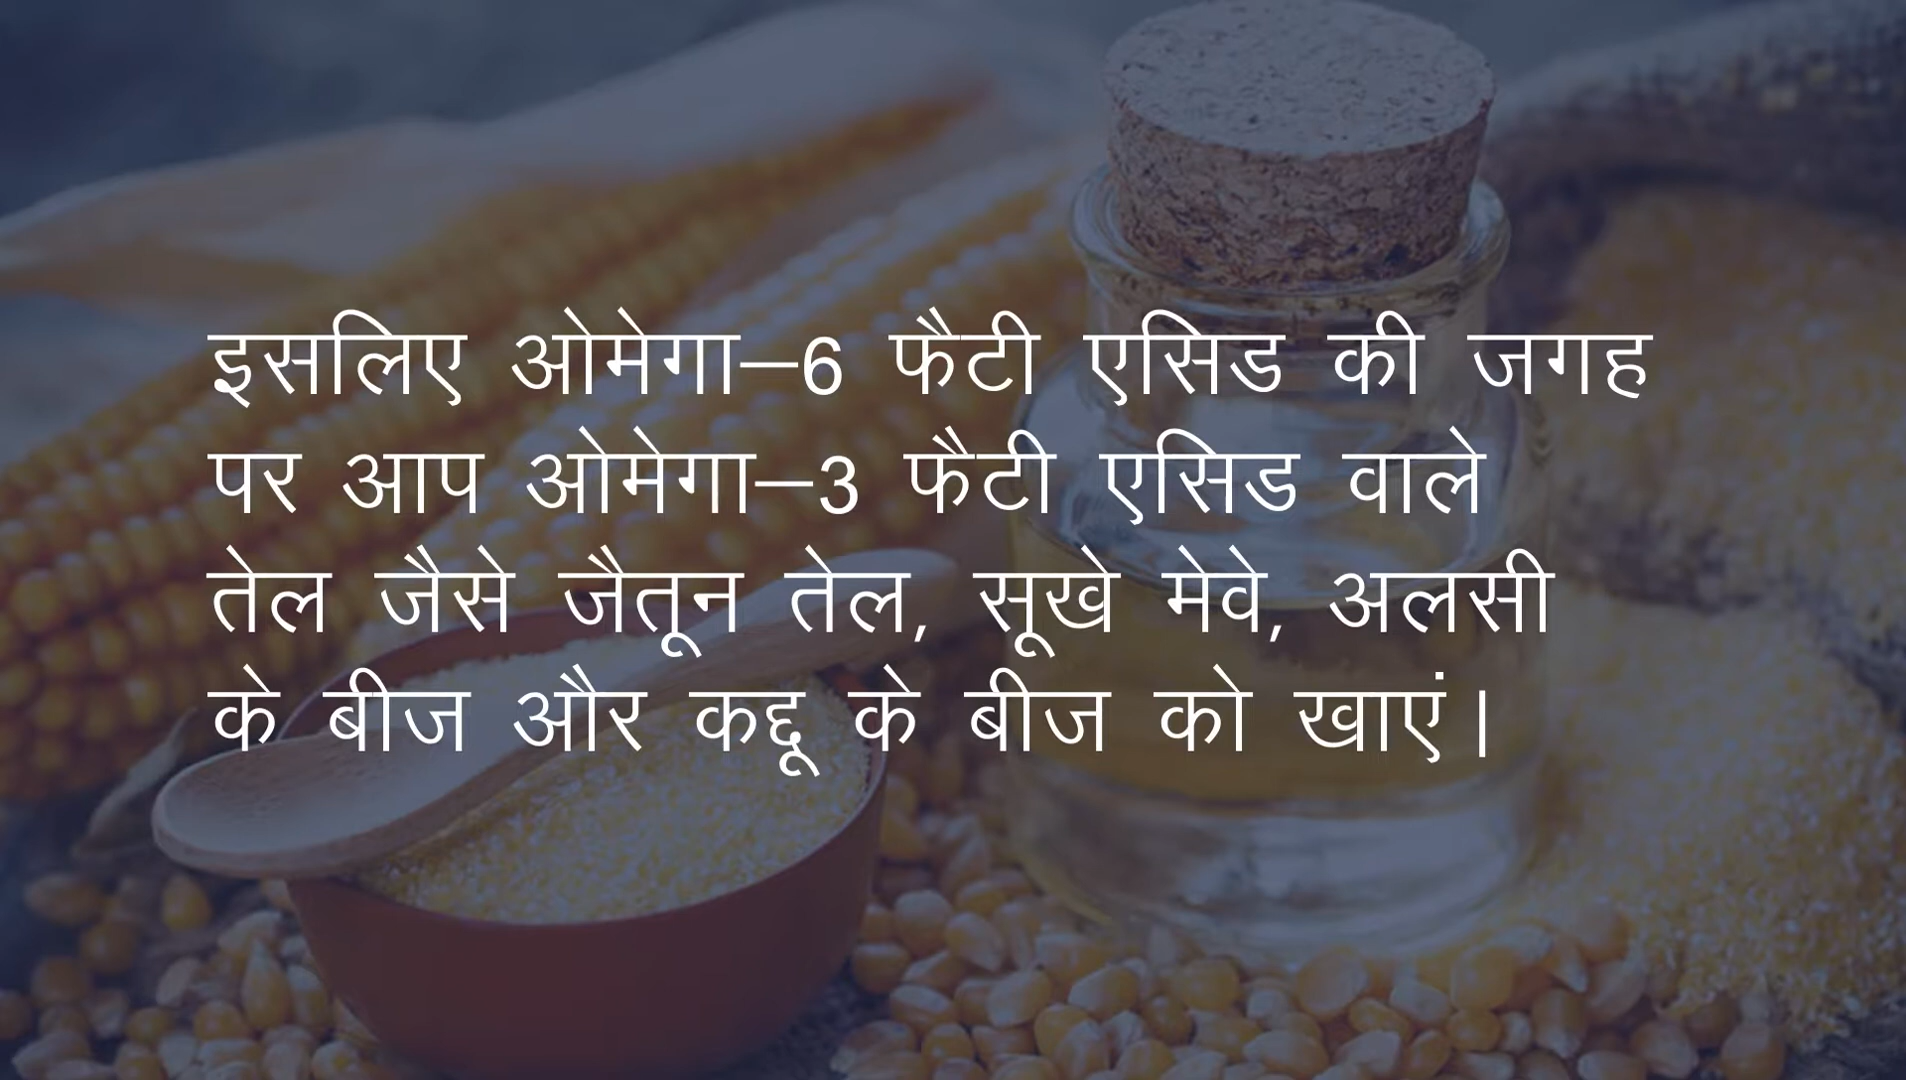 इसलिए ओमेगा–6 फैटी एसिड की जगह
पर आप ओमेगा–3 फैटी एसिड वाले
तेल जैसे जैतून तेल, सूखे मेवे, अलसी
के बीज और कद्दू के बीज को खाएं।